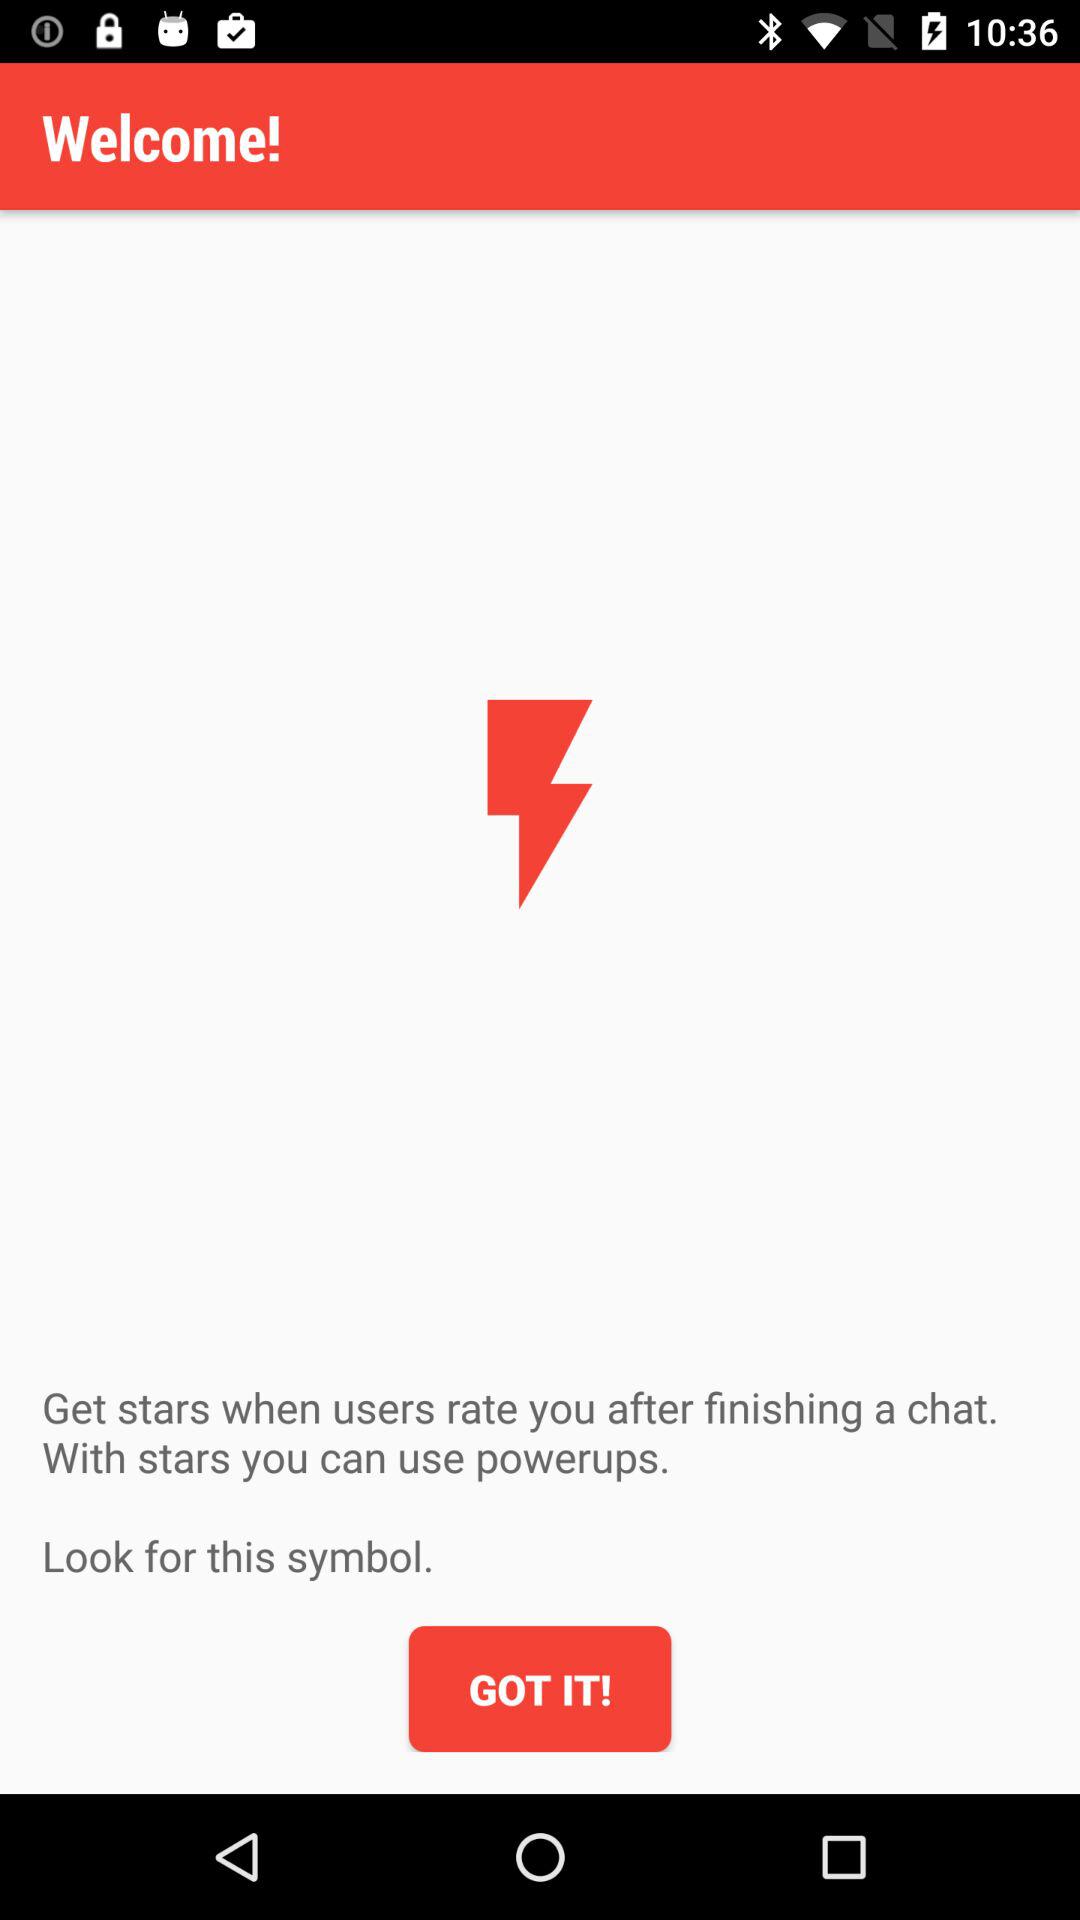 10:36
Welcome!
Get stars when users rate you after finishing a chat.
With stars you can use powerups.
Look for this symbol.
GOT IT!